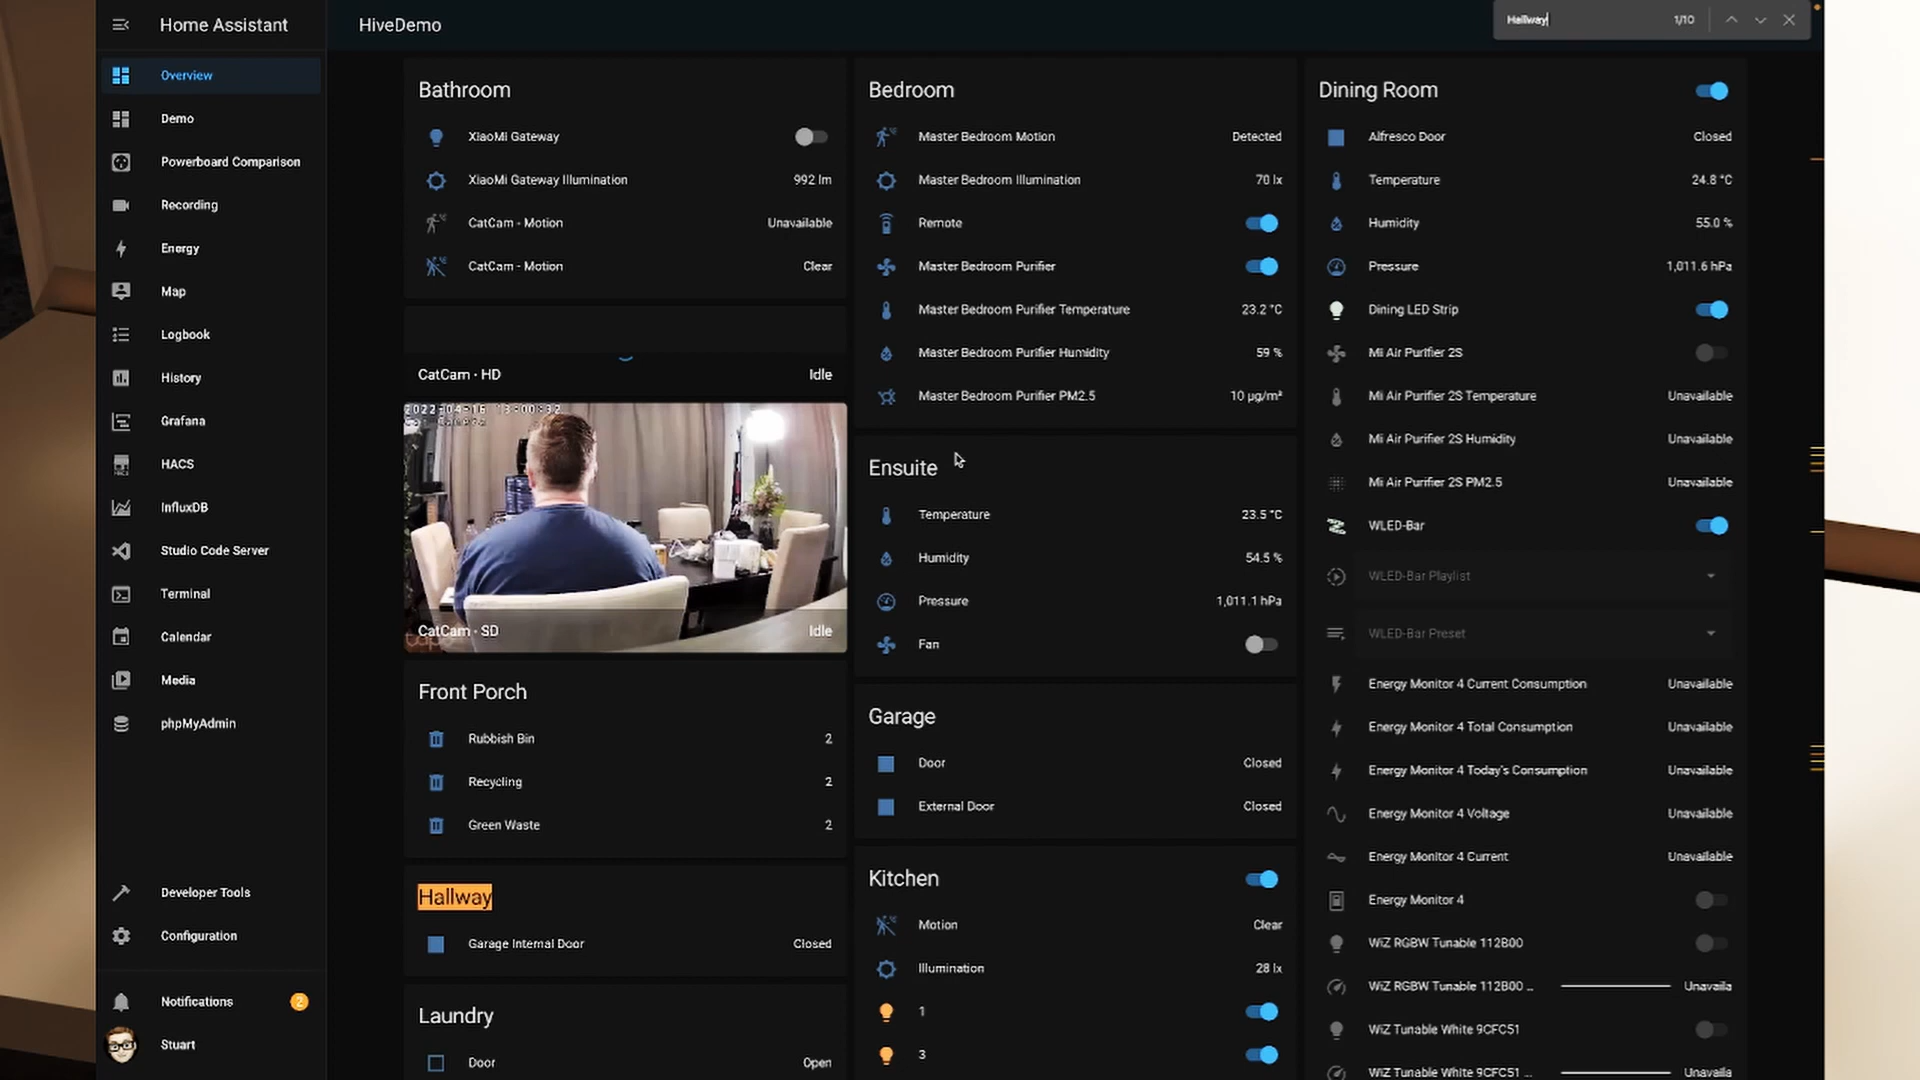 Home Assistant
HiveDemo
Hallway
1/10
Overview
Demo
Powerboard Comparison
Recording
Energy
Map
Logbook
History
Grafana
HACS
InfluxDB
Studio Code Server
Terminal
Calendar
Media
phpMyAdmin
Developer Tools
Configuration
Notifications 2
Stuart
Bathroom
XiaoMi Gateway
XiaoMi Gateway Illumination 992 lm
CatCam - Motion Unavailable
CatCam - Motion Clear
CatCam - HD Idle
2022-04-16 13:00:32
CatCam - SD Idle
Front Porch
Rubbish Bin 2
Recycling 2
Green Waste 2
Hallway
Garage Internal Door Closed
Laundry
Door Open
Bedroom
Master Bedroom Motion Detected
Master Bedroom Illumination 70 lx
Remote
Master Bedroom Purifier
Master Bedroom Purifier Temperature 23.2 °C
Master Bedroom Purifier Humidity 59 %
Master Bedroom Purifier PM2.5 10 µg/m³
Ensuite
Temperature 23.5 °C
Humidity 54.5 %
Pressure 1,011.1 hPa
Fan
Garage
Door Closed
External Door Closed
Kitchen
Motion Clear
Illumination 28 lx
1
3
Dining Room
Alfresco Door Closed
Temperature 24.8 °C
Humidity 55.0 %
Pressure 1,011.6 hPa
Dining LED Strip
Mi Air Purifier 2S
Mi Air Purifier 2S Temperature Unavailable
Mi Air Purifier 2S Humidity Unavailable
Mi Air Purifier 2S PM2.5 Unavailable
WLED-Bar
WLED-Bar Playlist
WLED-Bar Preset
Energy Monitor 4 Current Consumption Unavailable
Energy Monitor 4 Total Consumption Unavailable
Energy Monitor 4 Today's Consumption Unavailable
Energy Monitor 4 Voltage Unavailable
Energy Monitor 4 Current Unavailable
Energy Monitor 4
WiZ RGBW Tunable 112B00
WiZ RGBW Tunable 112B00 ... Unavaila
WiZ Tunable White 9CFC51
WiZ Tunable White 9CFC51 ... Unavaila